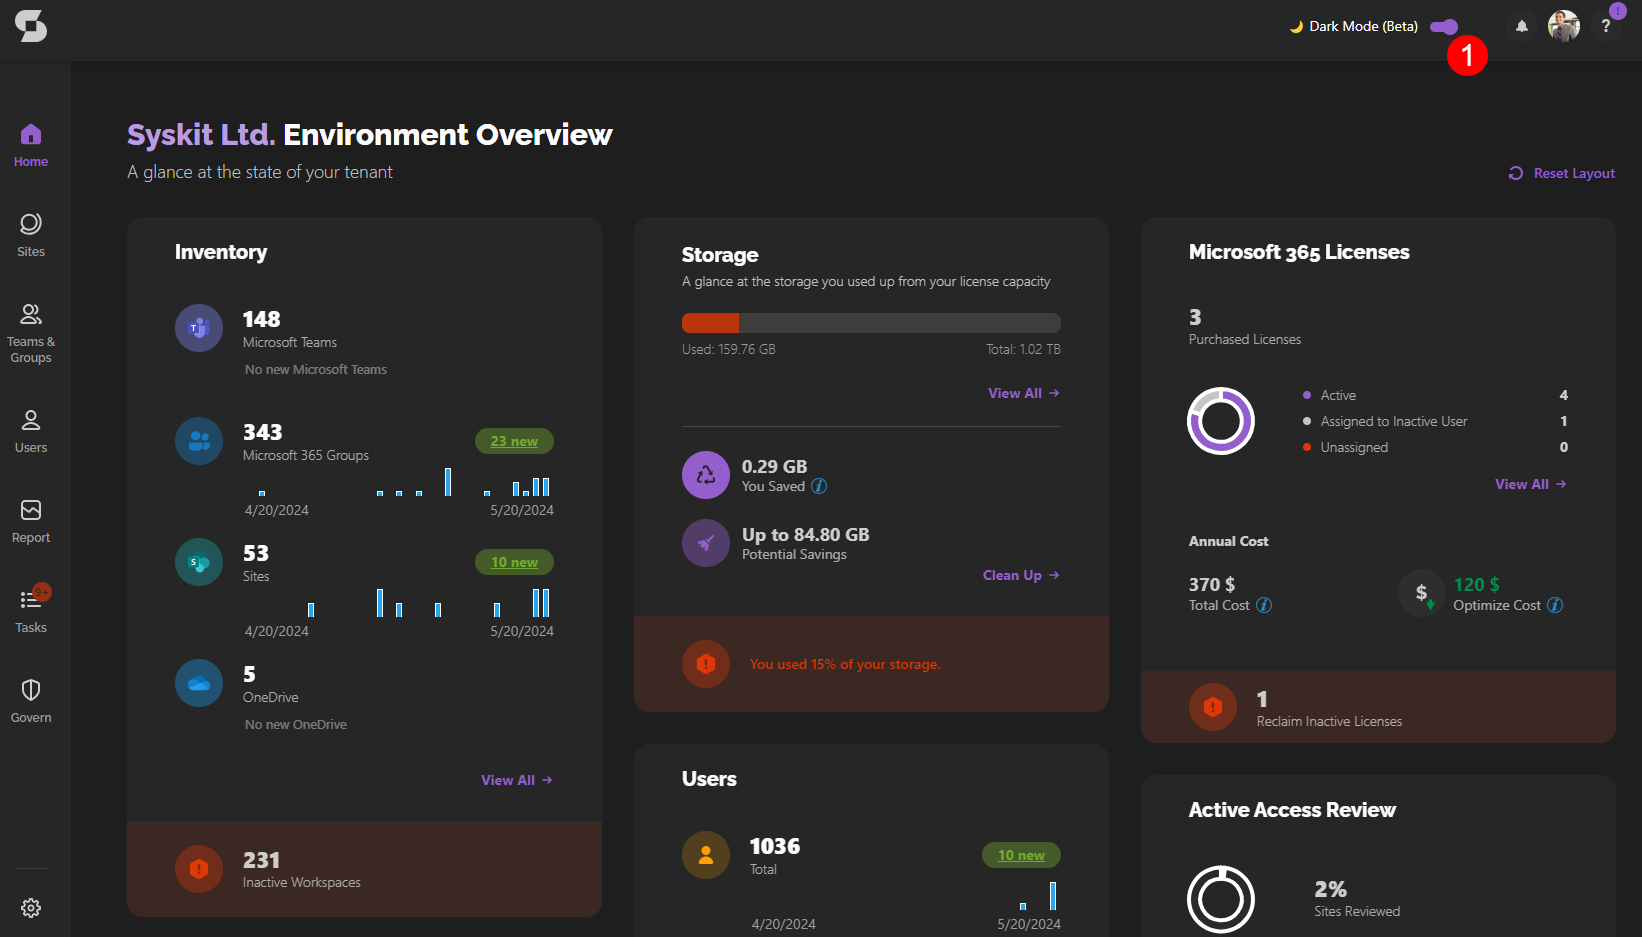 Dark Mode (Beta)
?
!
1
Home
Sites
Teams &
Groups
Users
Report
9+
Tasks
Govern
Syskit Ltd. Environment Overview
A glance at the state of your tenant
Reset Layout
Inventory
T
148
Microsoft Teams
No new Microsoft Teams
343
Microsoft 365 Groups
23 new
4/20/2024
5/20/2024
S
53
Sites
10 new
4/20/2024
5/20/2024
5
OneDrive
No new OneDrive
View All →
!
231
Inactive Workspaces
Storage
A glance at the storage you used up from your license capacity
Used: 159.76 GB
Total: 1.02 TB
View All →
0.29 GB
You Saved i
Up to 84.80 GB
Potential Savings
Clean Up →
!
You used 15% of your storage.
Users
1036
Total
10 new
4/20/2024
5/20/2024
Microsoft 365 Licenses
3
Purchased Licenses
Active 4
Assigned to Inactive User 1
Unassigned 0
View All →
Annual Cost
370 $
Total Cost i
$
120 $
Optimize Cost i
!
1
Reclaim Inactive Licenses
Active Access Review
2%
Sites Reviewed